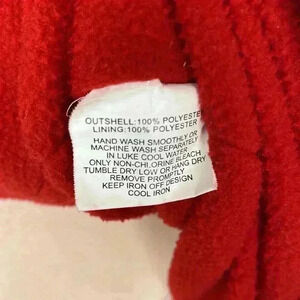 OUTSHELL:100% POLYESTER
LINING:100% POLYESTER
HAND WASH SMOOTHLY OR
MACHINE WASH SEPARATELY
IN LUKE COOL WATER
ONLY NON-CHLORINE BLEACH
TUMBLE DRY LOW OR HANG DRY
REMOVE PROMPTLY
KEEP IRON OFF DESIGN
COOL IRON